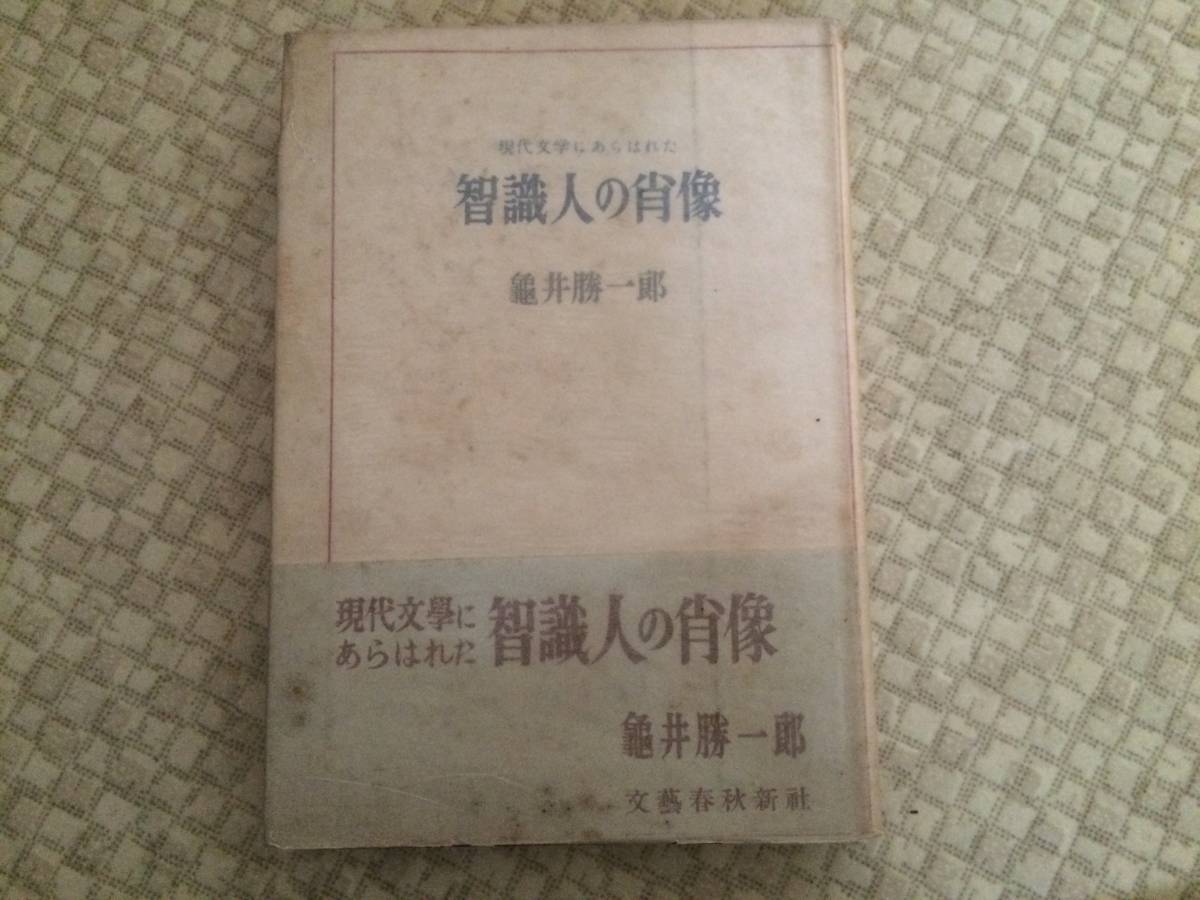 現代文学にあらはれた
智識人の肖像
龜井勝一郎
現代文學に
あらはれた
智識人の肖像
龜井勝一郎
文藝春秋新社